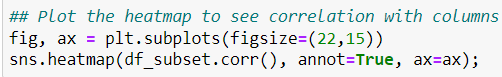 ## Plot the heatmap to see correlation with columns
fig, ax = plt.subplots(figsize=(22,15))
sns.heatmap(df_subset.corr(), annot=True, ax=ax);